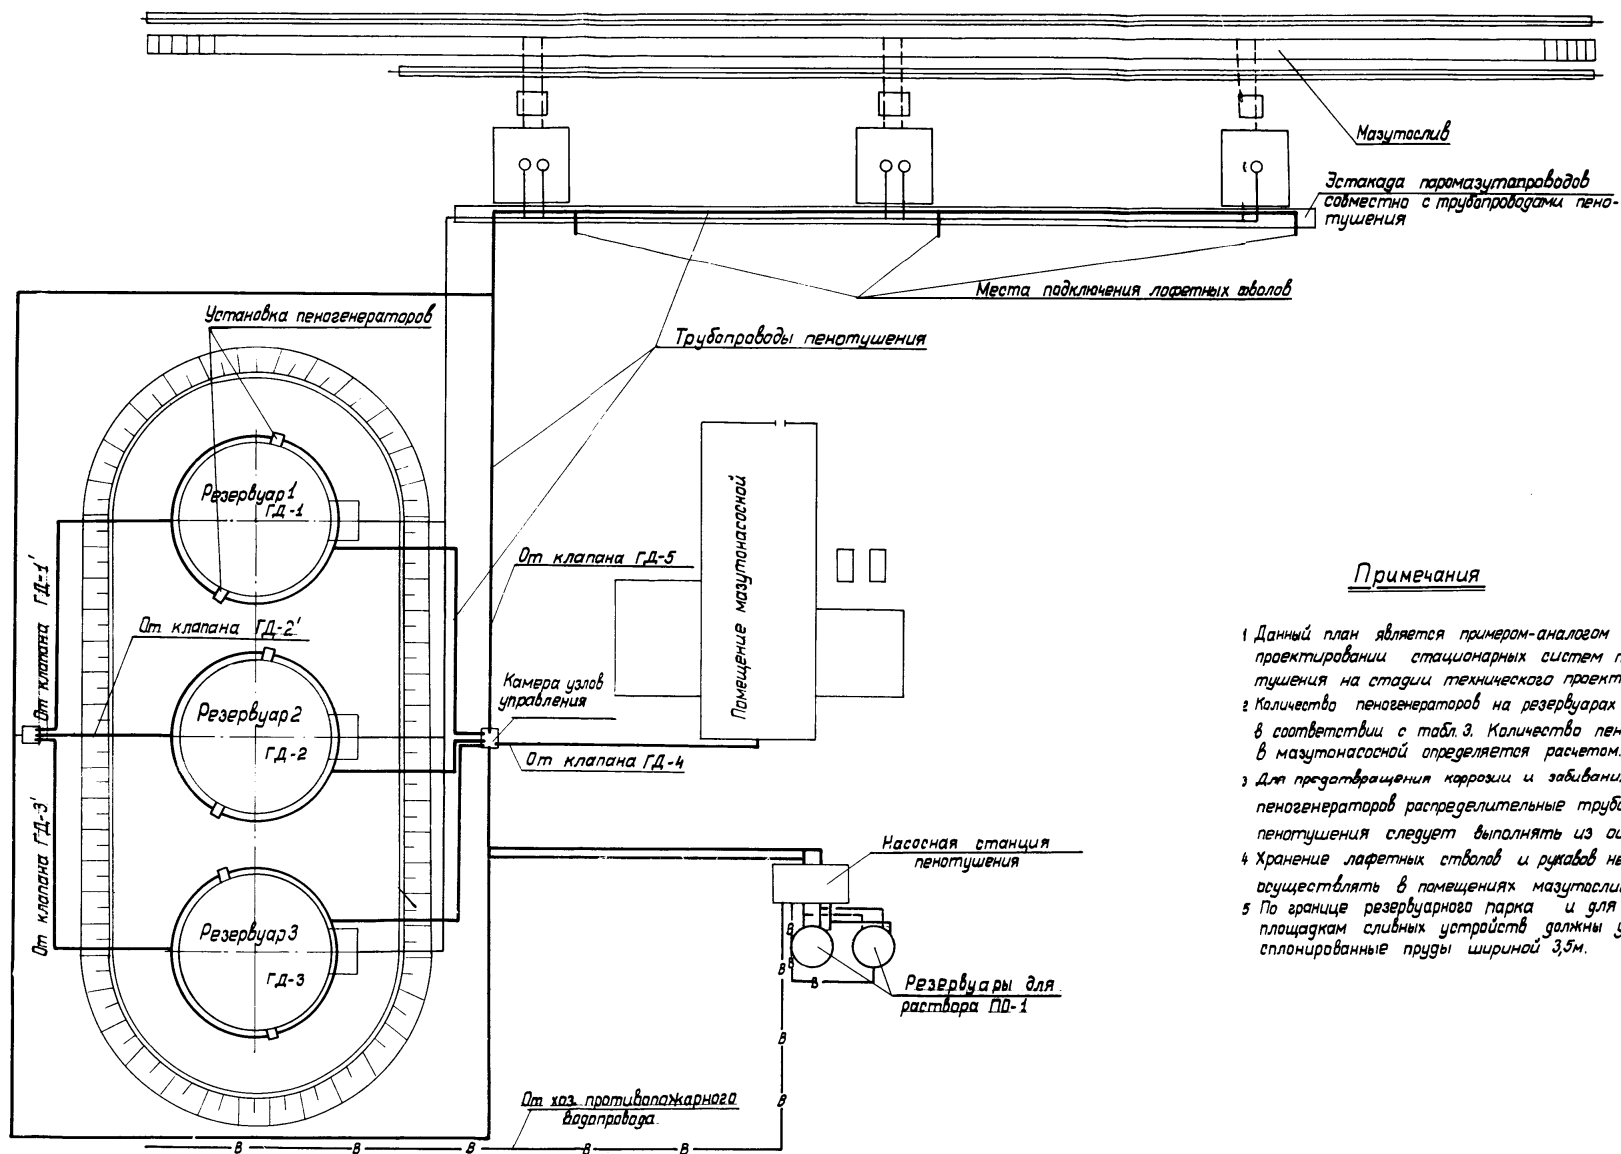 Мазутослив
Эстакада паромазутопроводов
совместно с трубопроводами пено-
тушения
Места подключения лафетных стволов
Установка пеногенераторов
Трубопроводы пенотушения
Резервуар 1
ГД-1
От клапана ГД-1'
От клапана ГД-5
Помещение мазутонасосной
От клапана ГД-2'
Камера узлов
управления
Резервуар 2
ГД-2
От клапана ГД-4
От клапана ГД-3'
Резервуар 3
ГД-3
Насосная станция
пенотушения
Резервуары для
раствора ПО-1
От хоз. противопожарного
водопровода.
В
В
В
В
В
В
В
В
В
В
В
Примечания
1 Данный план является примером-аналогом
проектировании стационарных систем п
тушения на стадии технического проект
2 Количество пеногенераторов на резервуарах
в соответствии с табл. 3. Количество пен
в мазутонасосной определяется расчетом.
3 Для предотвращения коррозии и забивани
пеногенераторов распределительные трубо
пенотушения следует выполнять из оц
4 Хранение лафетных стволов и рукавов
осуществлять в помещениях мазутосли
5 По границе резервуарного парка и для
площадкам сливных устройств должны
сплонированные пруды шириной 3,5м.